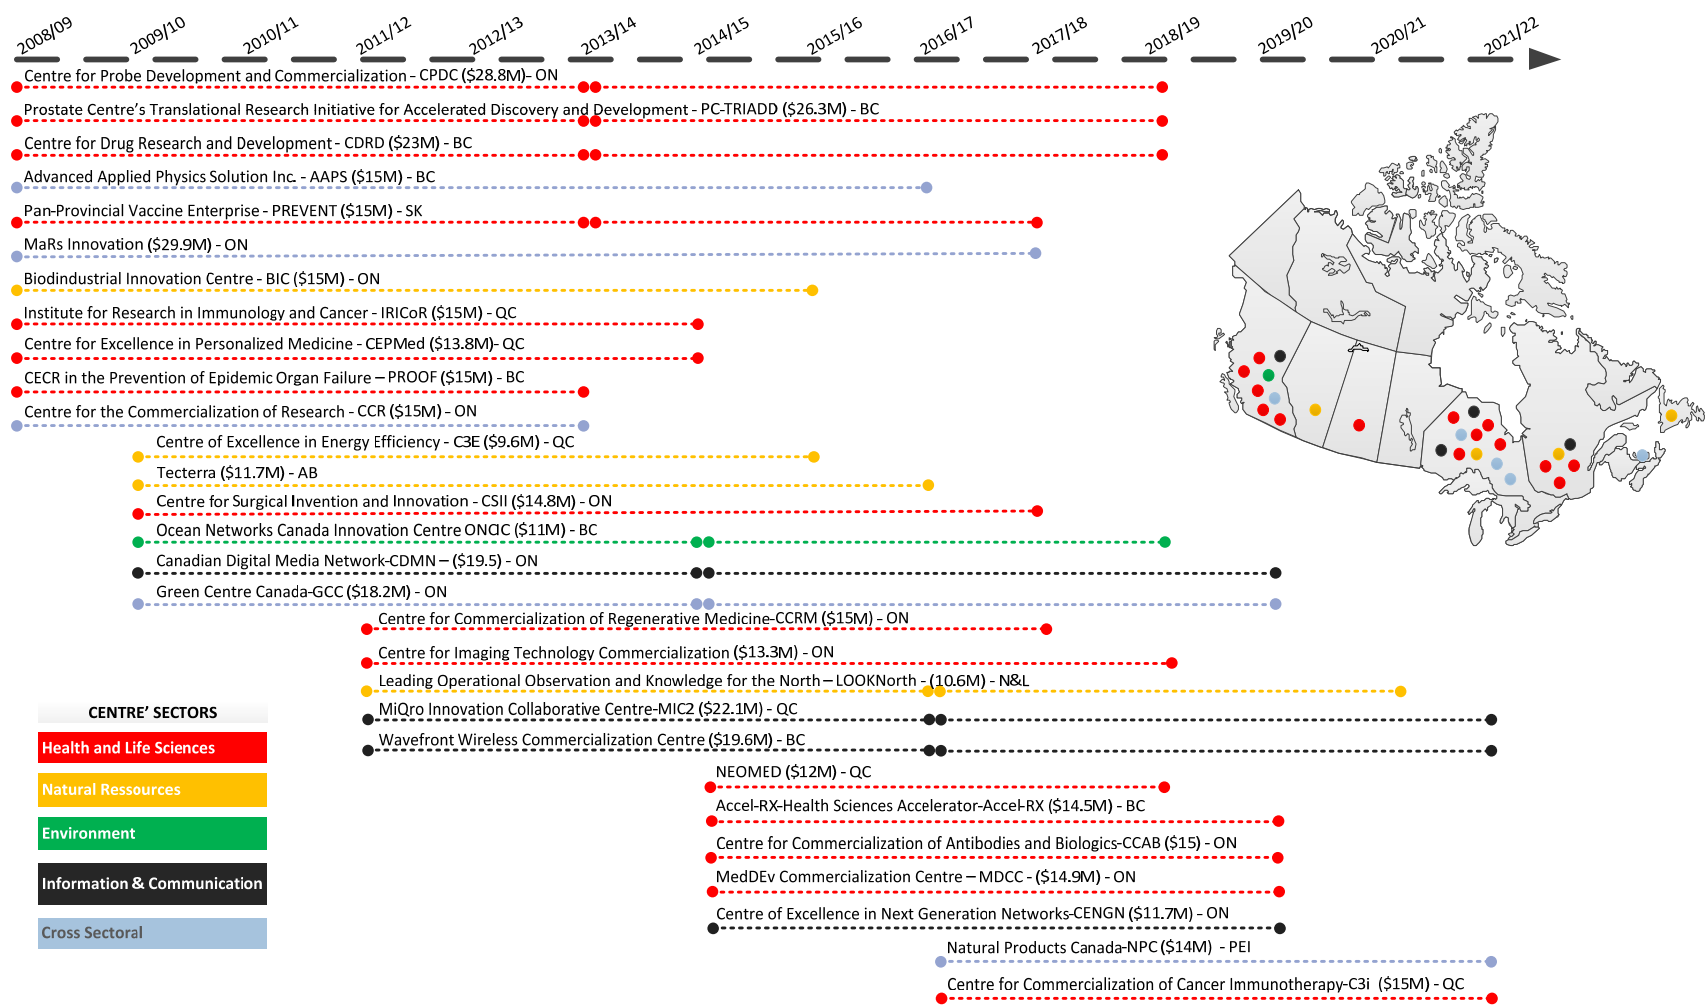 2008/09 2009/10 2010/11 2011/12 2012/13 2013/14 2014/15 2015/16 2016/17 2017/18 2018/19 2019/20 2020/21 2021/22
Centre for Probe Development and Commercialization - CPDC ($28.8M)- ON
Prostate Centre's Translational Research Initiative for Accelerated Discovery and Development - PC-TRIADD ($26.3M) - BC
Centre for Drug Research and Development - CDRD ($23M) - BC
Advanced Applied Physics Solution Inc. - AAPS ($15M) - BC
Pan-Provincial Vaccine Enterprise - PREVENT ($15M) - SK
MaRs Innovation ($29.9M) - ON
Biodindustrial Innovation Centre - BIC ($15M) - ON
Institute for Research in Immunology and Cancer - IRICoR ($15M) - QC
Centre for Excellence in Personalized Medicine - CEPMed ($13.8M)- QC
CECR in the Prevention of Epidemic Organ Failure – PROOF ($15M) - BC
Centre for the Commercialization of Research - CCR ($15M) - ON
Centre of Excellence in Energy Efficiency - C3E ($9.6M) - QC
Tecterra ($11.7M) - AB
Centre for Surgical Invention and Innovation - CSII ($14.8M) - ON
Ocean Networks Canada Innovation Centre ONCIC ($11M) - BC
Canadian Digital Media Network-CDMN – ($19.5) - ON
Green Centre Canada-GCC ($18.2M) - ON
Centre for Commercialization of Regenerative Medicine-CCRM ($15M) - ON
Centre for Imaging Technology Commercialization ($13.3M) - ON
Leading Operational Observation and Knowledge for the North – LOOKNorth - (10.6M) - N&L
MiQro Innovation Collaborative Centre-MIC2 ($22.1M) - QC
Wavefront Wireless Commercialization Centre ($19.6M) - BC
NEOMED ($12M) - QC
Accel-RX-Health Sciences Accelerator-Accel-RX ($14.5M) - BC
Centre for Commercialization of Antibodies and Biologics-CCAB ($15) - ON
MedDEv Commercialization Centre – MDCC - ($14.9M) - ON
Centre of Excellence in Next Generation Networks-CENGN ($11.7M) - ON
Natural Products Canada-NPC ($14M) - PEI
Centre for Commercialization of Cancer Immunotherapy-C3i ($15M) - QC
CENTRE' SECTORS
Health and Life Sciences
Natural Ressources
Environment
Information & Communication
Cross Sectoral